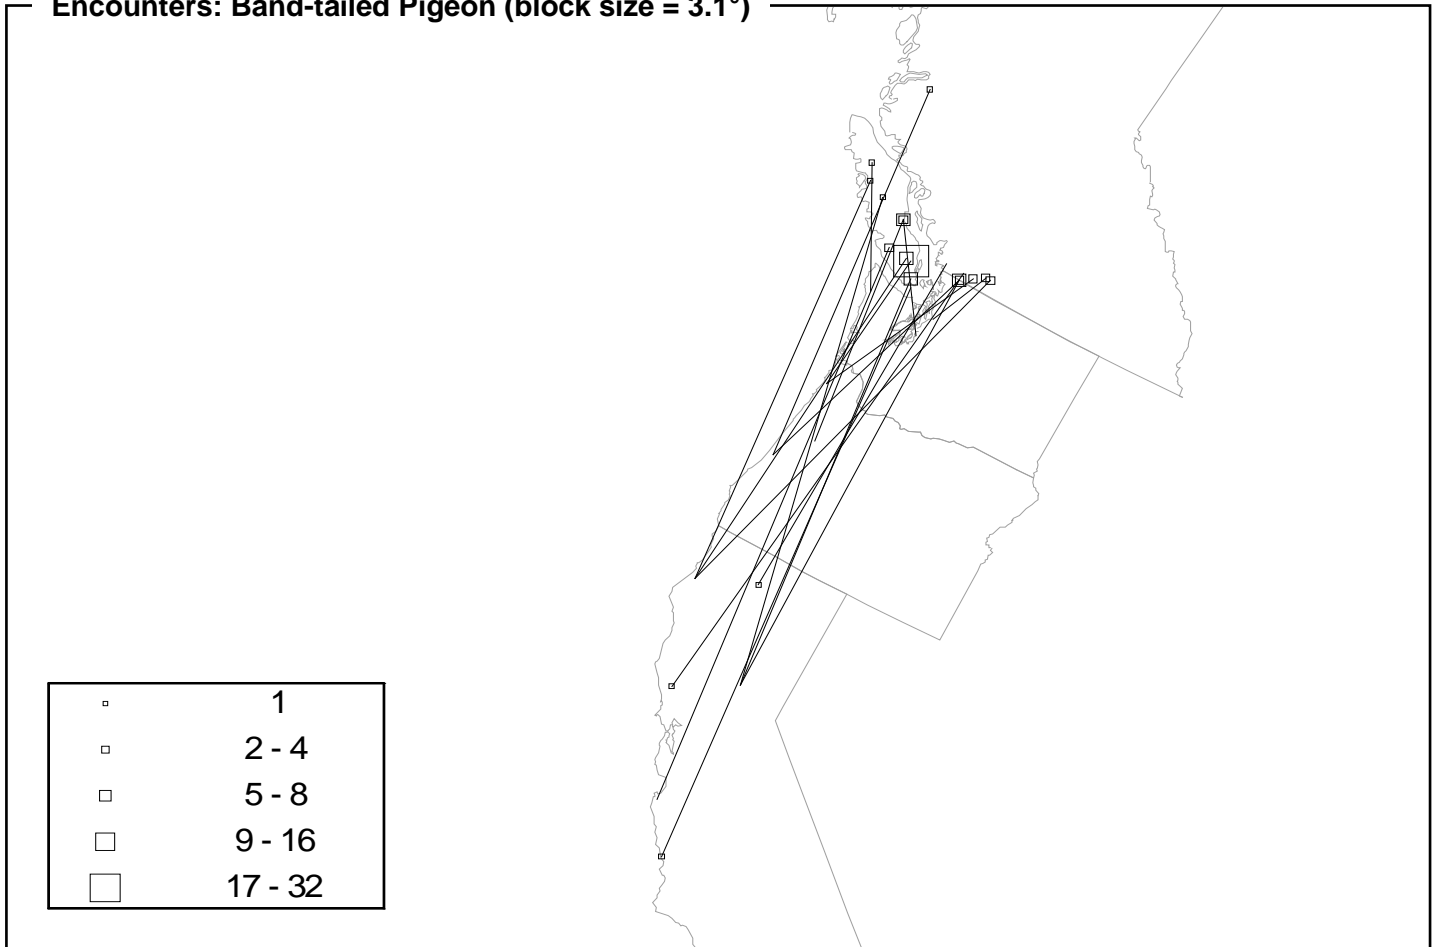 Encounters: Band-tailed Pigeon (block size = 3.1°)
1
2 - 4
5 - 8
9 - 16
17 - 32